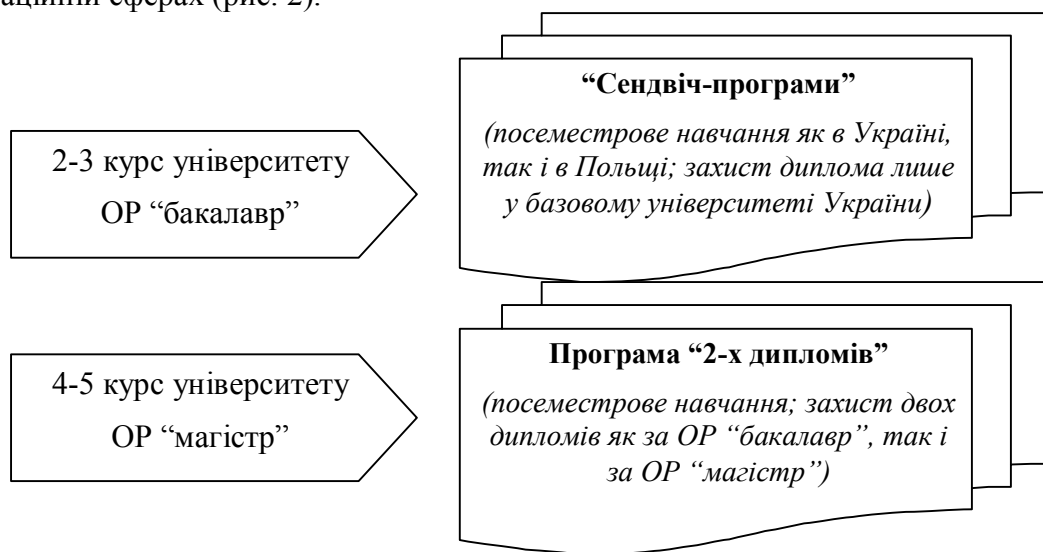 сферах (рис. 2).
“Сендвіч-програми”
(посеместрове навчання як в Україні,
так і в Польщі; захист диплома лише
у базовому університеті України)
2-3 курс університету
ОР “бакалавр”
Програма “2-х дипломів”
(посеместрове навчання; захист двох
дипломів як за ОР “бакалавр”, так і
за ОР “магістр”)
4-5 курс університету
ОР “магістр”